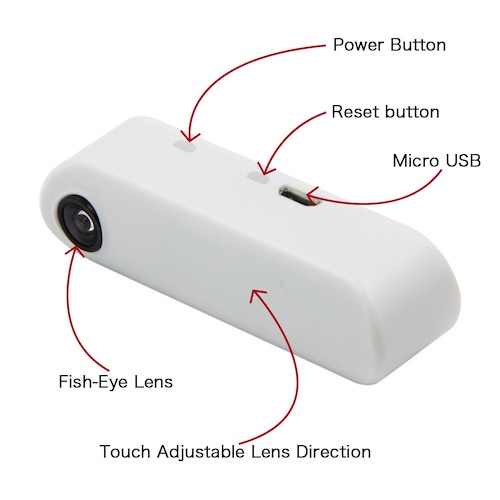 Power Button
Reset button
Micro USB
Fish-Eye Lens
Touch Adjustable Lens Direction